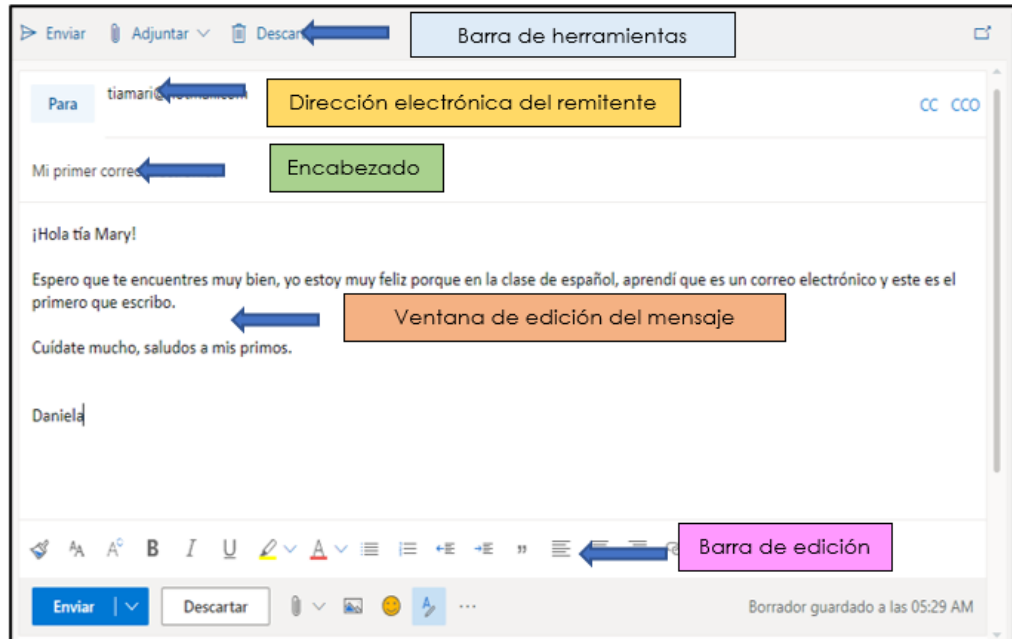 Enviar Adjuntar Barra de herramientas
Para Dirección electrónica del remitente CC CCO
Mi primer Encabezado
¡Hola tía Mary!
Espero que te encuentres muy bien, yo estoy muy feliz porque en la clase de español, aprendí que es un correo electrónico y este es el
primero que escribo.
Ventana de edición del mensaje
Cuídate mucho, saludos a mis primos.
Daniela
B I U A Barra de edición
Enviar Descartar Borrador guardado a las 05:29 AM